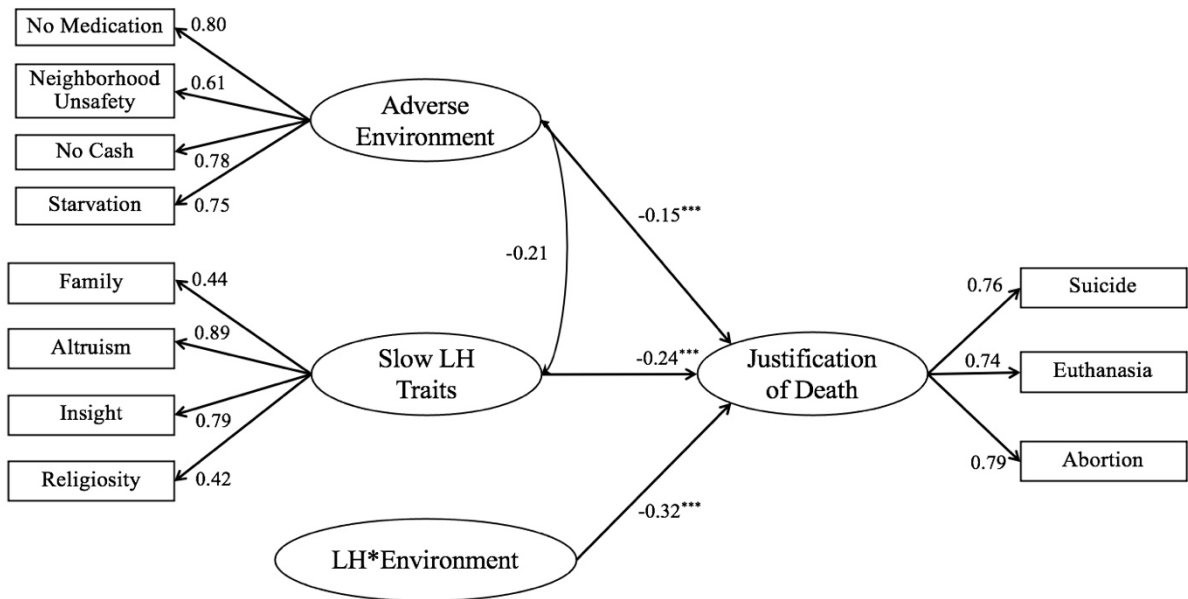 No Medication
0.80
Neighborhood
Unsafety
0.61
No Cash
0.78
Starvation
0.75
Adverse
Environment
-0.15***
-0.21
Family
0.44
Altruism
0.89
Insight
0.79
Religiosity
0.42
Slow LH
Traits
-0.24***
Justification
of Death
LH*Environment
-0.32***
0.76
Suicide
0.74
Euthanasia
0.79
Abortion